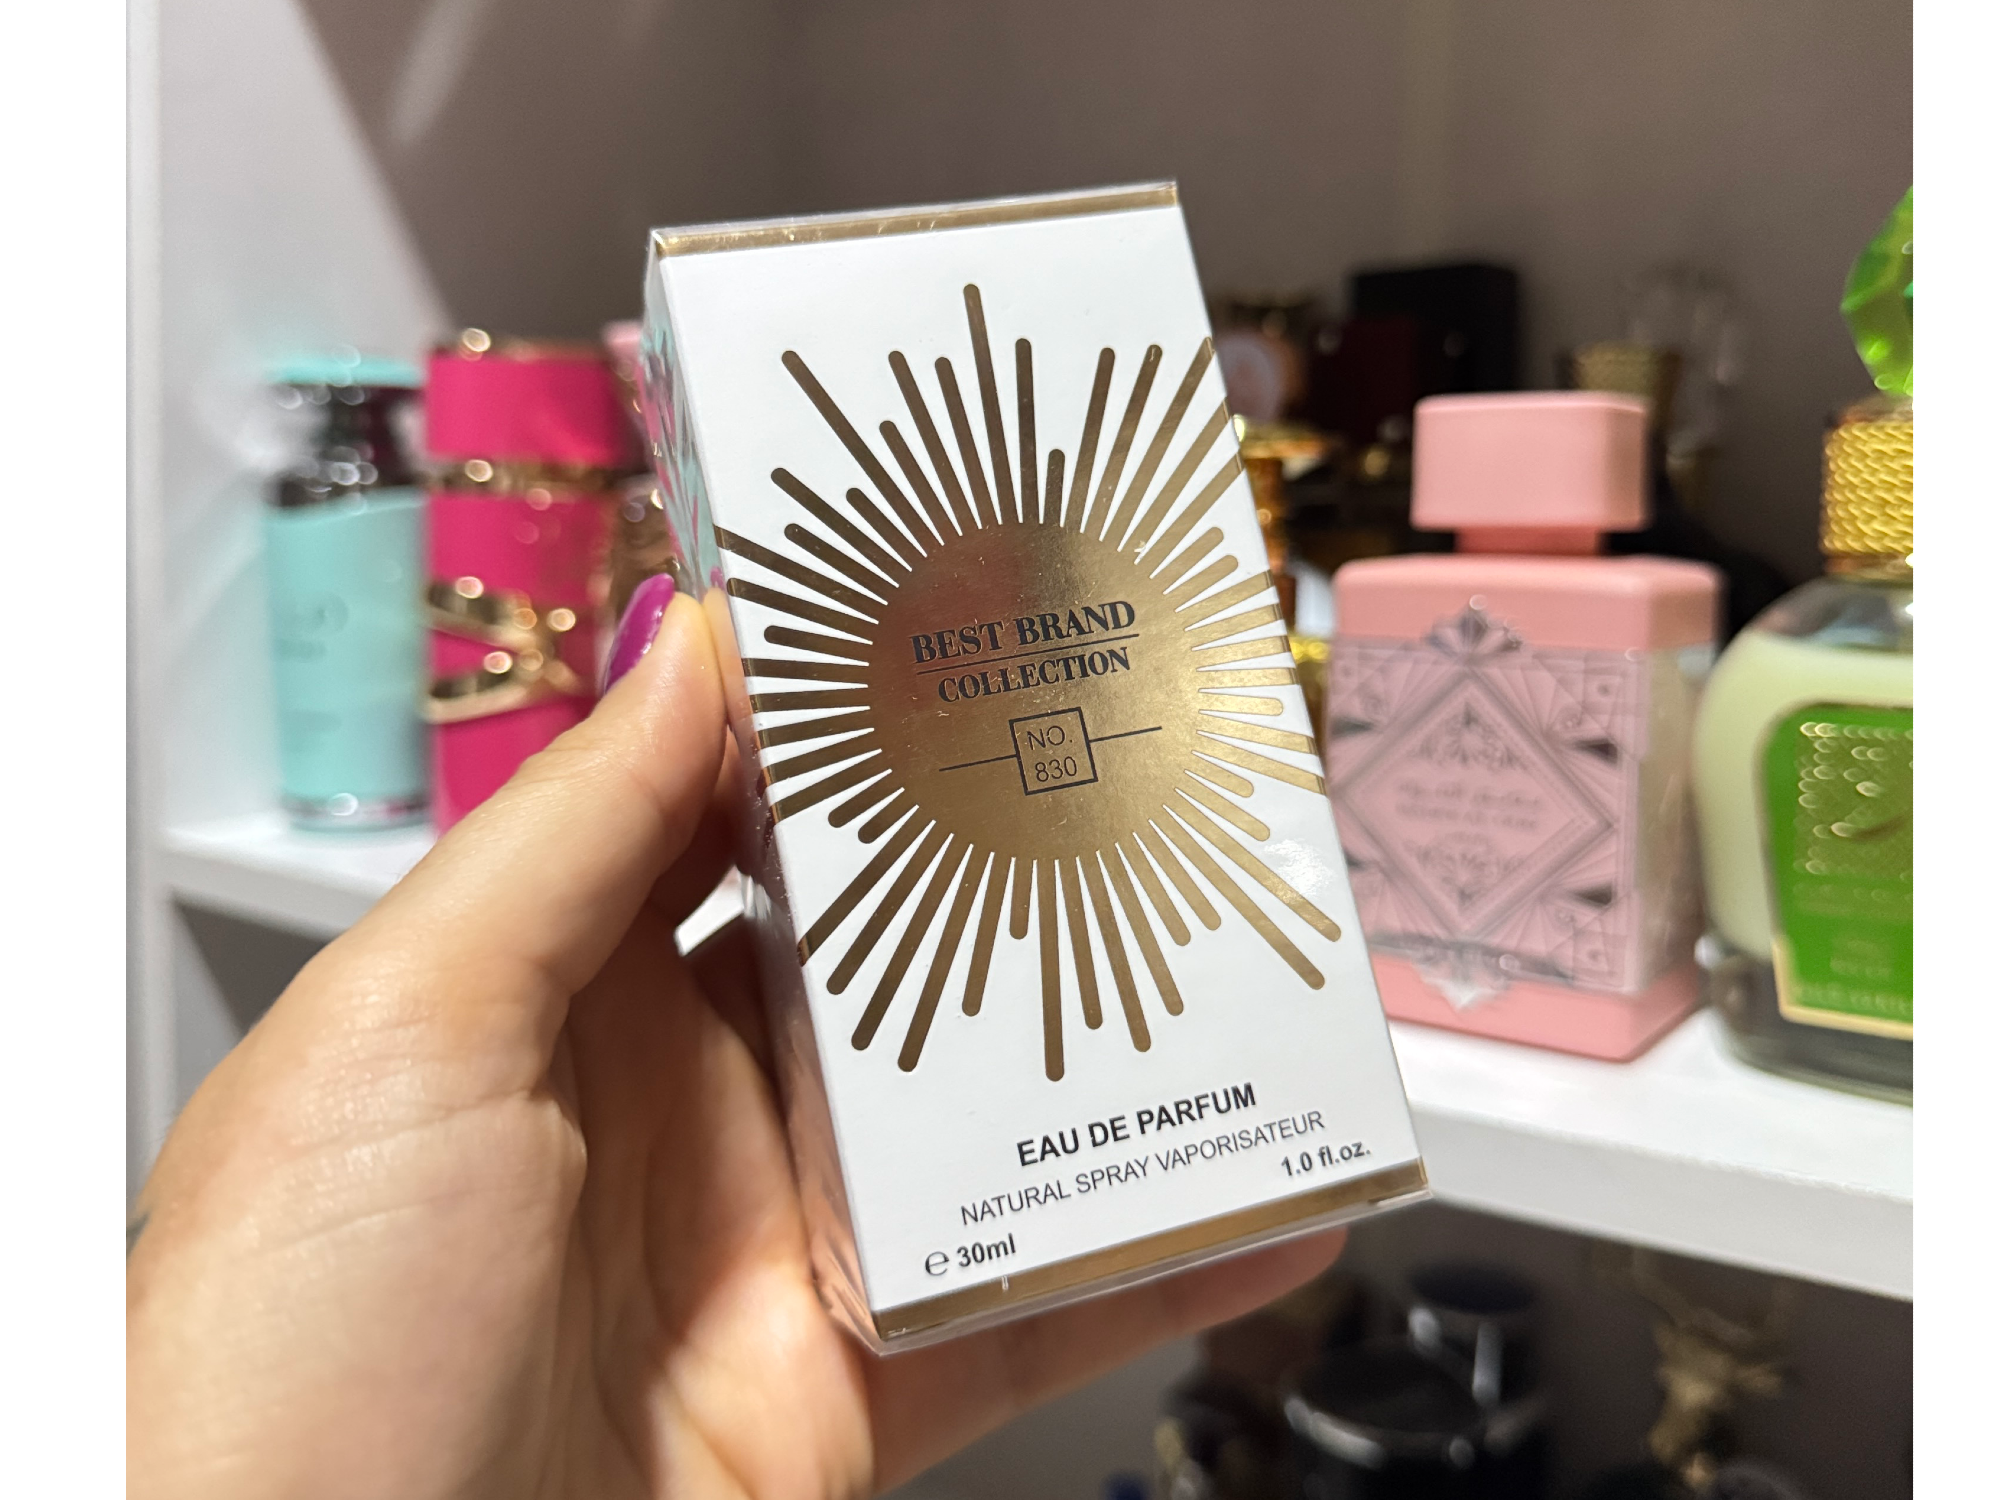 BEST BRAND
COLLECTION
NO.
830
EAU DE PARFUM
NATURAL SPRAY VAPORISATEUR
1.0 fl.oz.
℮ 30ml